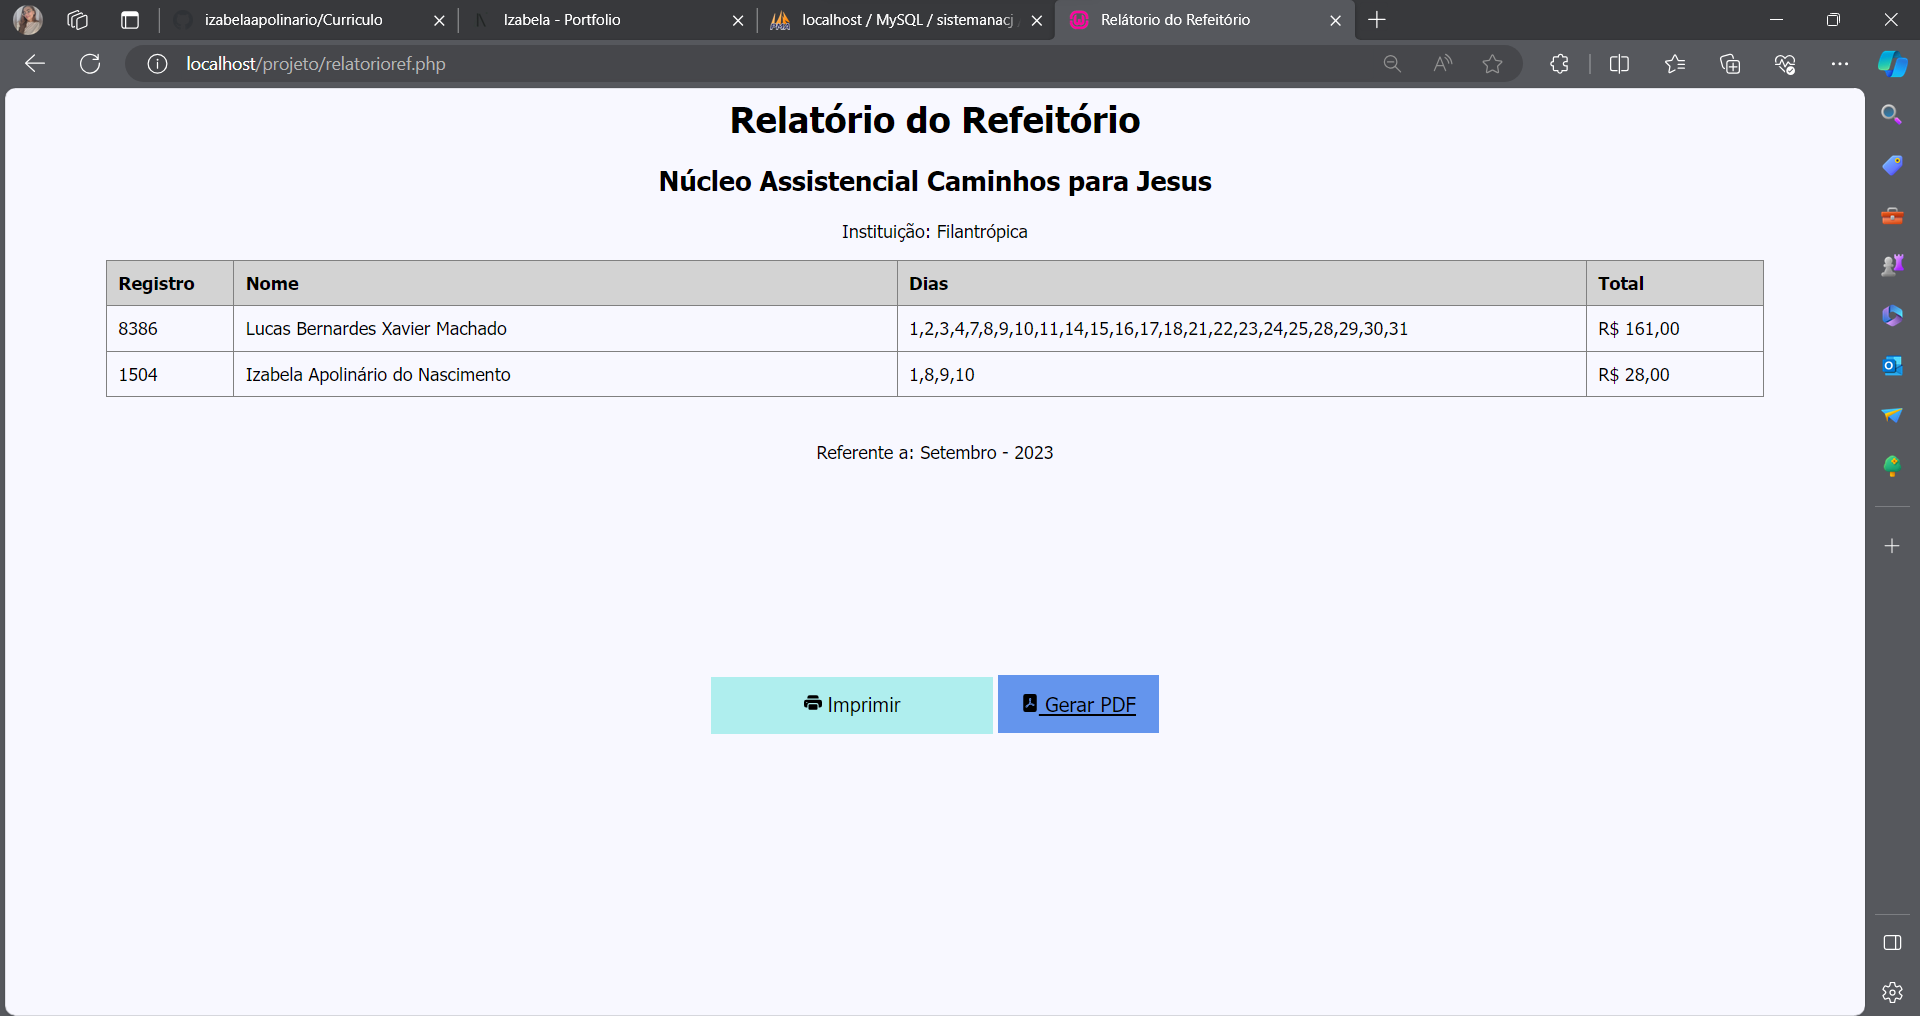 izabelaapolinario/Curriculo
Izabela - Portfolio
localhost / MySQL / sistemanacj
Relátorio do Refeitório
localhost/projeto/relatorioref.php
Relatório do Refeitório
Núcleo Assistencial Caminhos para Jesus
Instituição: Filantrópica
Registro Nome Dias Total
8386 Lucas Bernardes Xavier Machado 1,2,3,4,7,8,9,10,11,14,15,16,17,18,21,22,23,24,25,28,29,30,31 R$ 161,00
1504 Izabela Apolinário do Nascimento 1,8,9,10 R$ 28,00
Referente a: Setembro - 2023
Imprimir
Gerar PDF